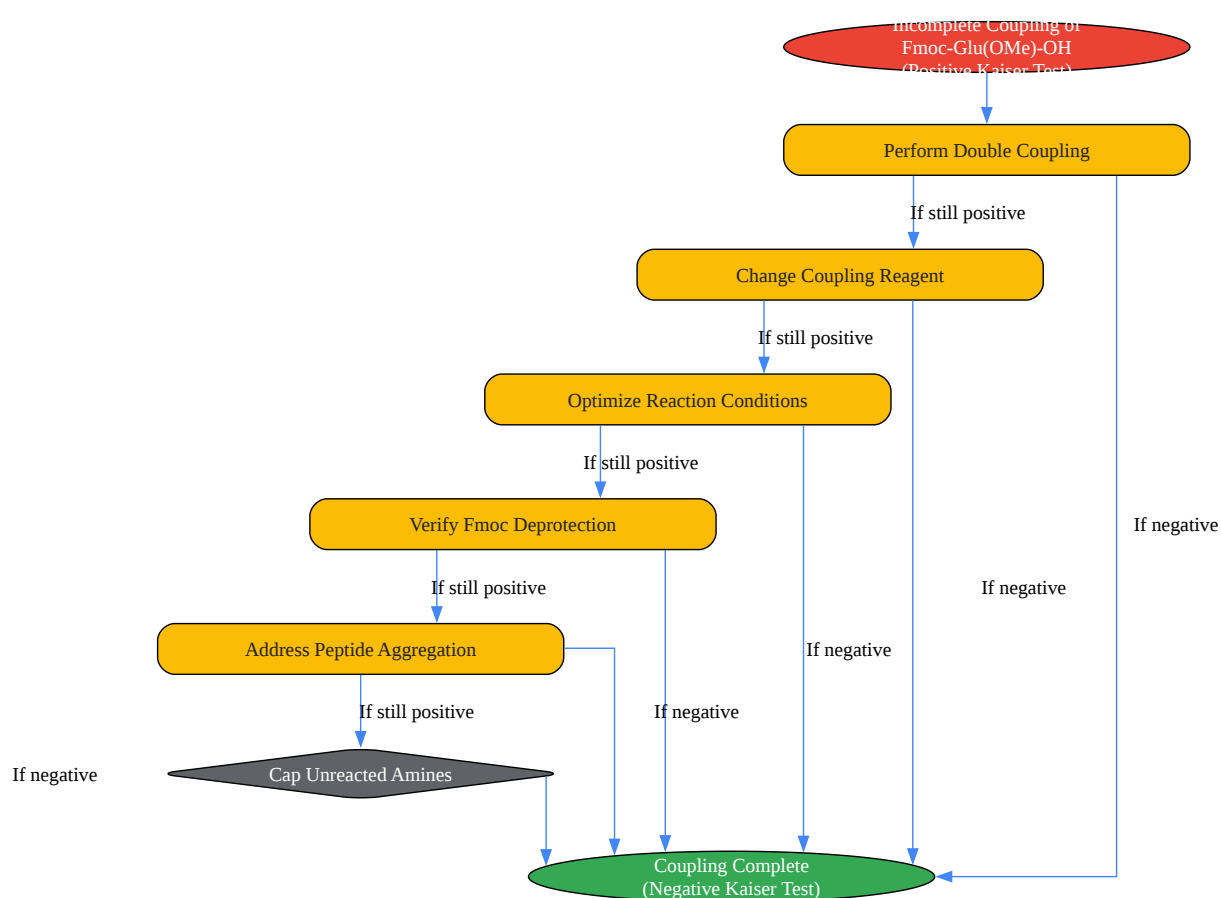 Incomplete Coupling of
Fmoc-Glu(OMe)-OH
(Positive Kaiser Test)
Perform Double Coupling
If still positive
Change Coupling Reagent
If still positive
Optimize Reaction Conditions
If still positive
Verify Fmoc Deprotection
If negative
If still positive
If negative
Address Peptide Aggregation
If negative
If still positive
If negative
If negative
Cap Unreacted Amines
Coupling Complete
(Negative Kaiser Test)